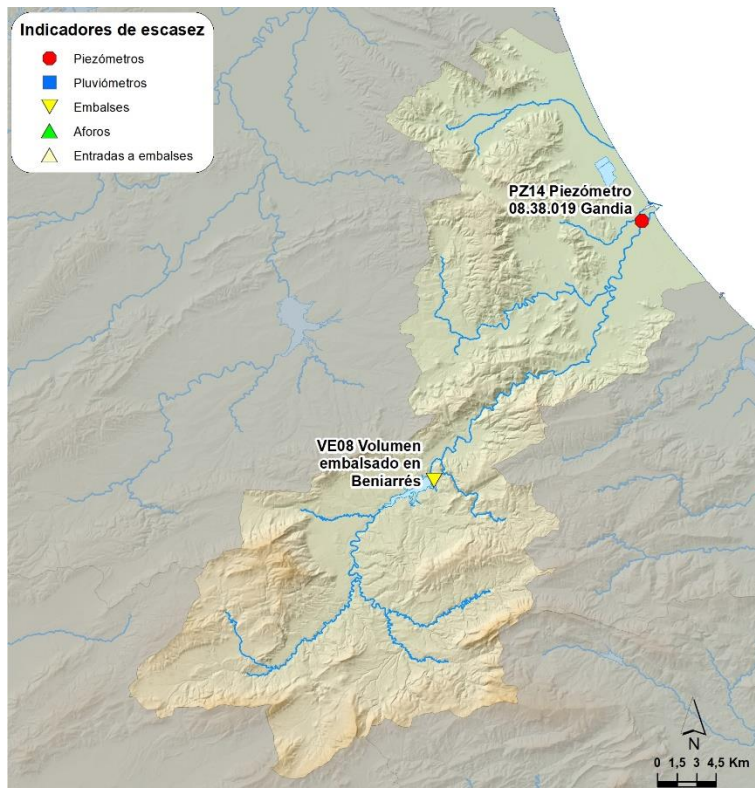 Indicadores de escasez
Piezómetros
Pluviómetros
Embalses
Aforos
Entradas a embalses
PZ14 Piezómetro
08.38.019 Gandia
VE08 Volumen
embalsado en
Beniarrés
N
0 1,5 3 4,5 Km